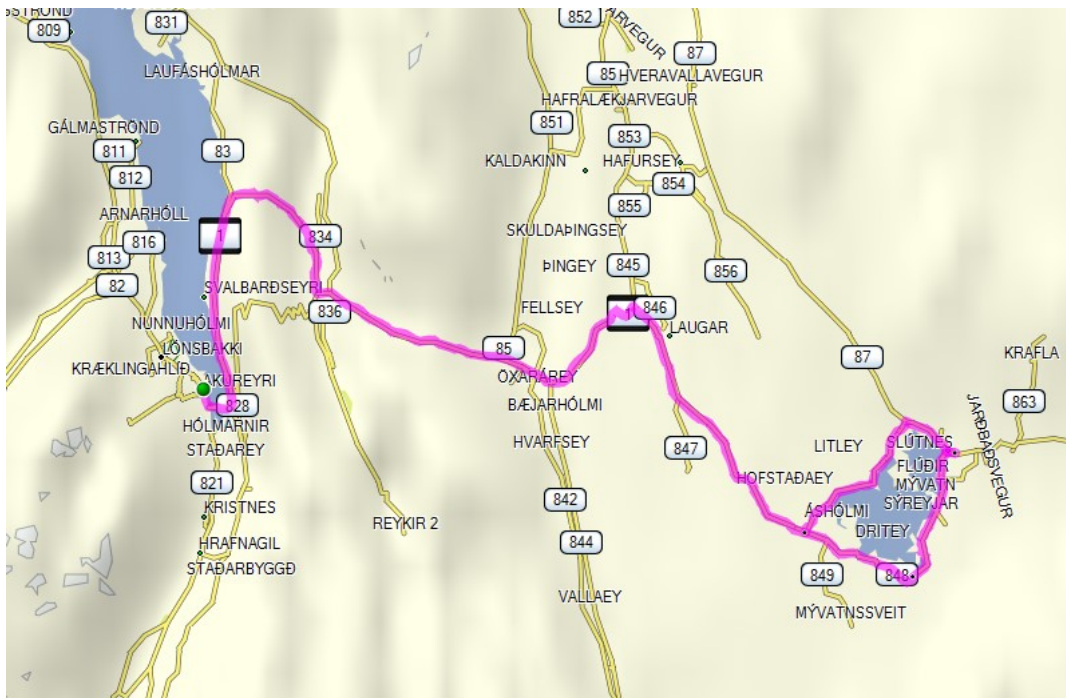 SSTRÖND
809
831
LAUFÁSHÓLMAR
852
ARVEGUR
87
85
HVERAVALLAVEGUR
HAFRALÆKJARVEGUR
851
GÁLMASTRÖND
811
83
853
KALDAKINN
HAFURSEY
812
854
855
ARNARHÓLL
1
834
816
SKULDAÞINGSEY
813
ÞINGEY
845
856
82
SVALBARÐSEYRI
836
FELLSEY
846
NUNNUHÓLMI
LAUGAR
LÓNSBAKKI
85
87
KRAFLA
KRÆKLINGAHLÍÐ
AKUREYRI
ÖXARÁREY
828
BÆJARHÓLMI
863
JARÐBAÐSVEGUR
HÓLMARNIR
STAÐAREY
HVARFSEY
847
LITLEY
SLÚTNES
FLÚÐIR
821
HOFSTAÐAEY
MÝVATN
842
SÝREYJAR
KRISTNES
REYKIR 2
ÁSHÓLMI
DRITEY
HRAFNAGIL
844
STAÐARBYGGÐ
849
848
VALLAEY
MÝVATNSSVEIT